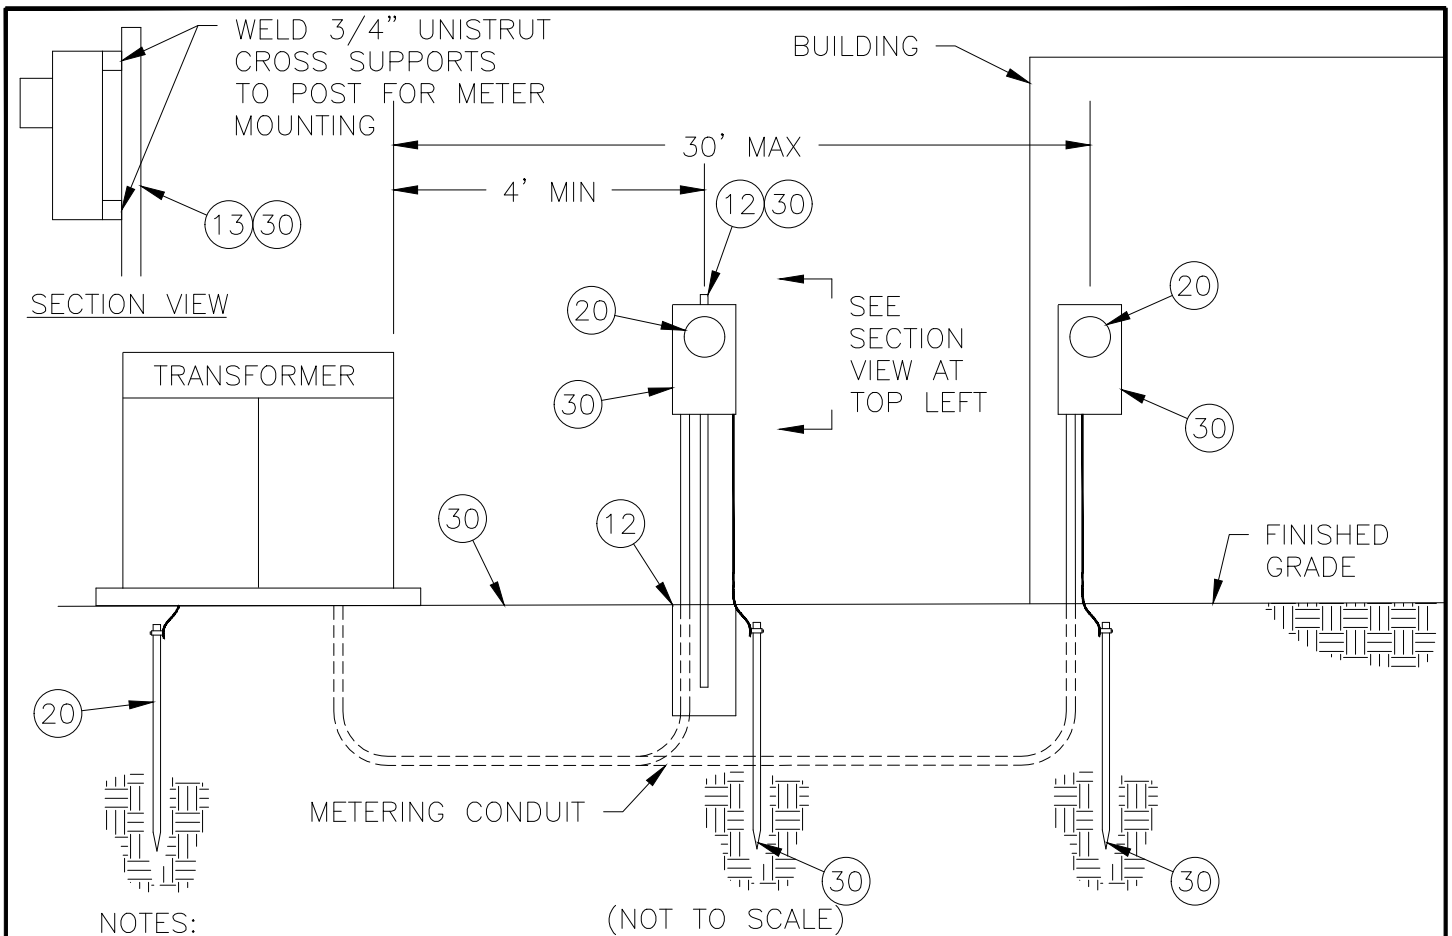 WELD 3/4" UNISTRUT
CROSS SUPPORTS
TO POST FOR METER
MOUNTING
BUILDING
30' MAX
4' MIN
13 30
12 30
SECTION VIEW
20
20
SEE
SECTION
VIEW AT
TOP LEFT
TRANSFORMER
30
30
30
12
FINISHED
GRADE
20
METERING CONDUIT
30
30
NOTES:
(NOT TO SCALE)